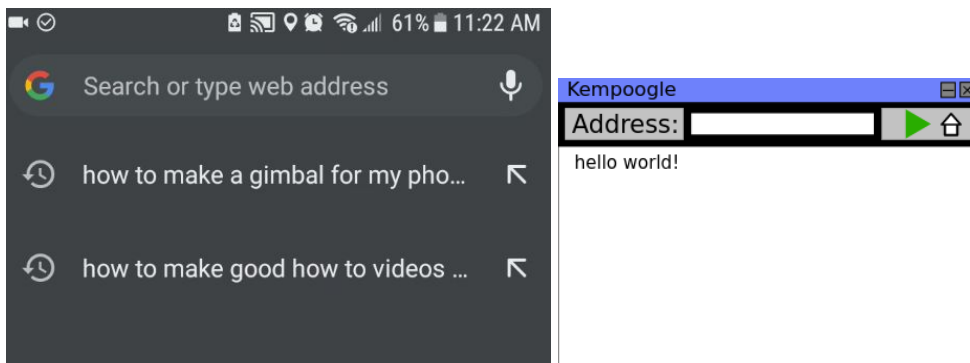 61% 11:22 AM
Search or type web address
how to make a gimbal for my pho...
how to make good how to videos ...
Kempoogle
Address:
hello world!